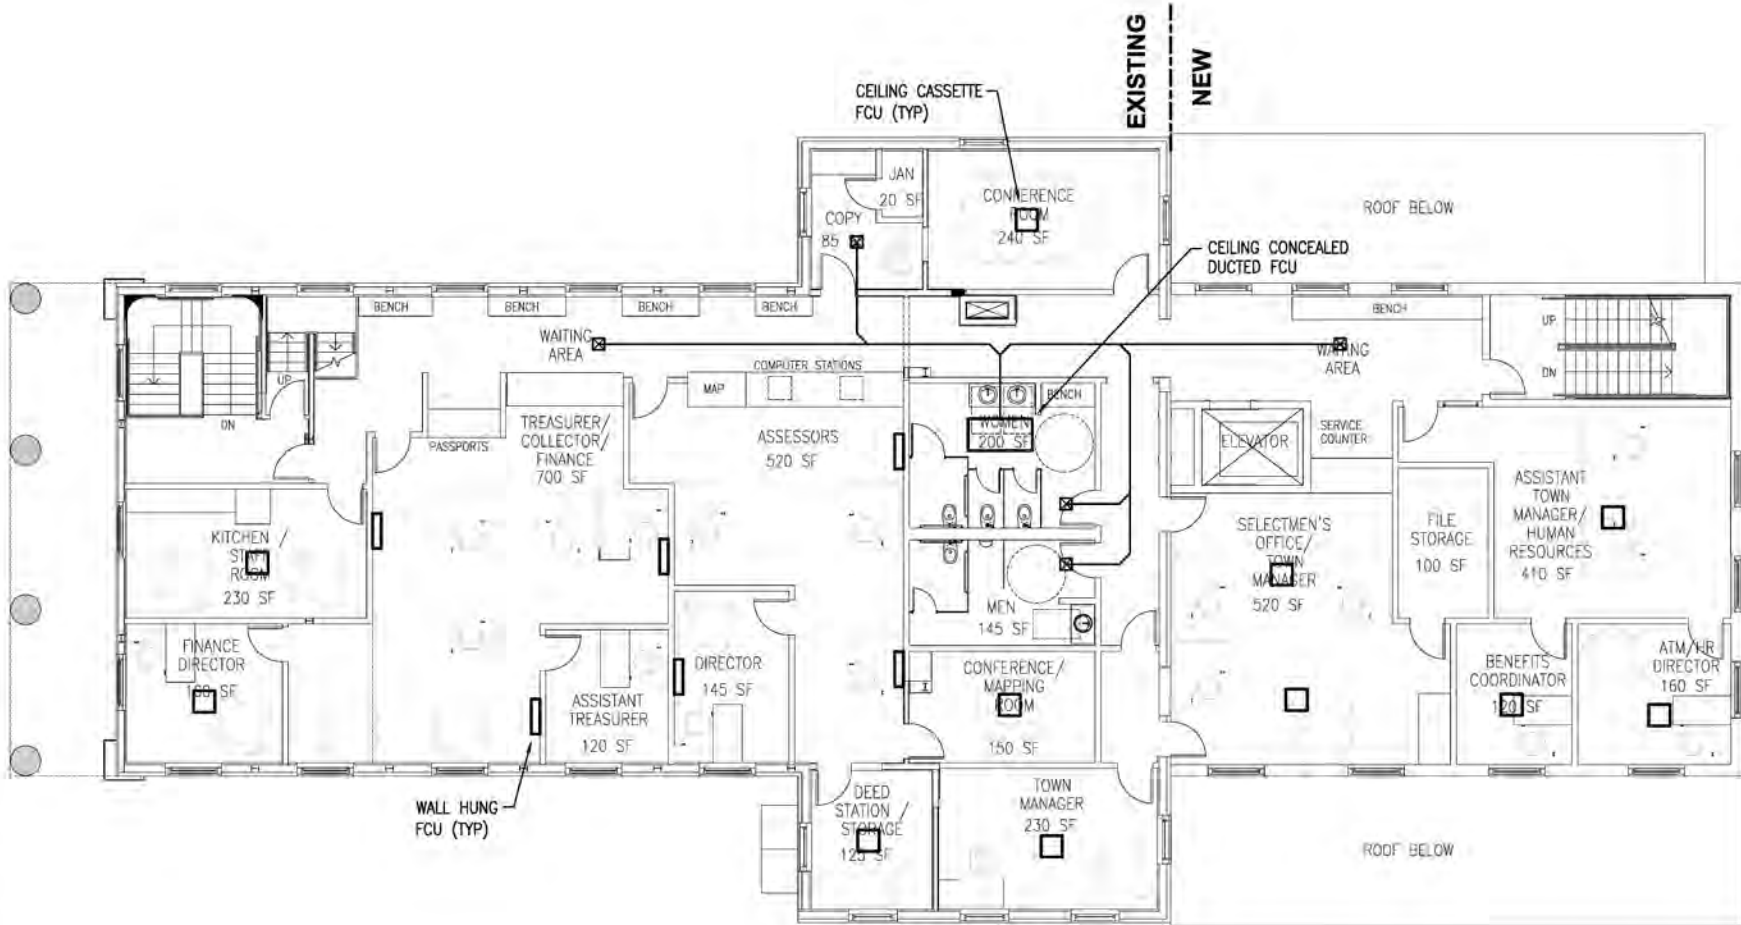 EXISTING
NEW
CEILING CASSETTE
FCU (TYP)
JAN
20 SF
COPY
85
CONFERENCE
ROOM
240 SF
ROOF BELOW
CEILING CONCEALED
DUCTED FCU
BENCH
BENCH
BENCH
BENCH
BENCH
WAITING
AREA
WAITING
AREA
UP
DN
UP
DN
COMPUTER STATIONS
MAP
BENCH
WOMEN
200 SF
ELEVATOR
SERVICE
COUNTER
PASSPORTS
TREASURER/
COLLECTOR/
FINANCE
700 SF
ASSESSORS
520 SF
KITCHEN /
STAFF
ROOM
230 SF
SELECTMEN'S
OFFICE/
TOWN
MANAGER
520 SF
FILE
STORAGE
100 SF
ASSISTANT
TOWN
MANAGER/
HUMAN
RESOURCES
410 SF
MEN
145 SF
FINANCE
DIRECTOR
SF
ASSISTANT
TREASURER
120 SF
DIRECTOR
145 SF
CONFERENCE/
MAPPING
ROOM
150 SF
BENEFITS
COORDINATOR
120 SF
ATM/HR
DIRECTOR
160 SF
WALL HUNG
FCU (TYP)
DEED
STATION /
STORAGE
125 SF
TOWN
MANAGER
230 SF
ROOF BELOW